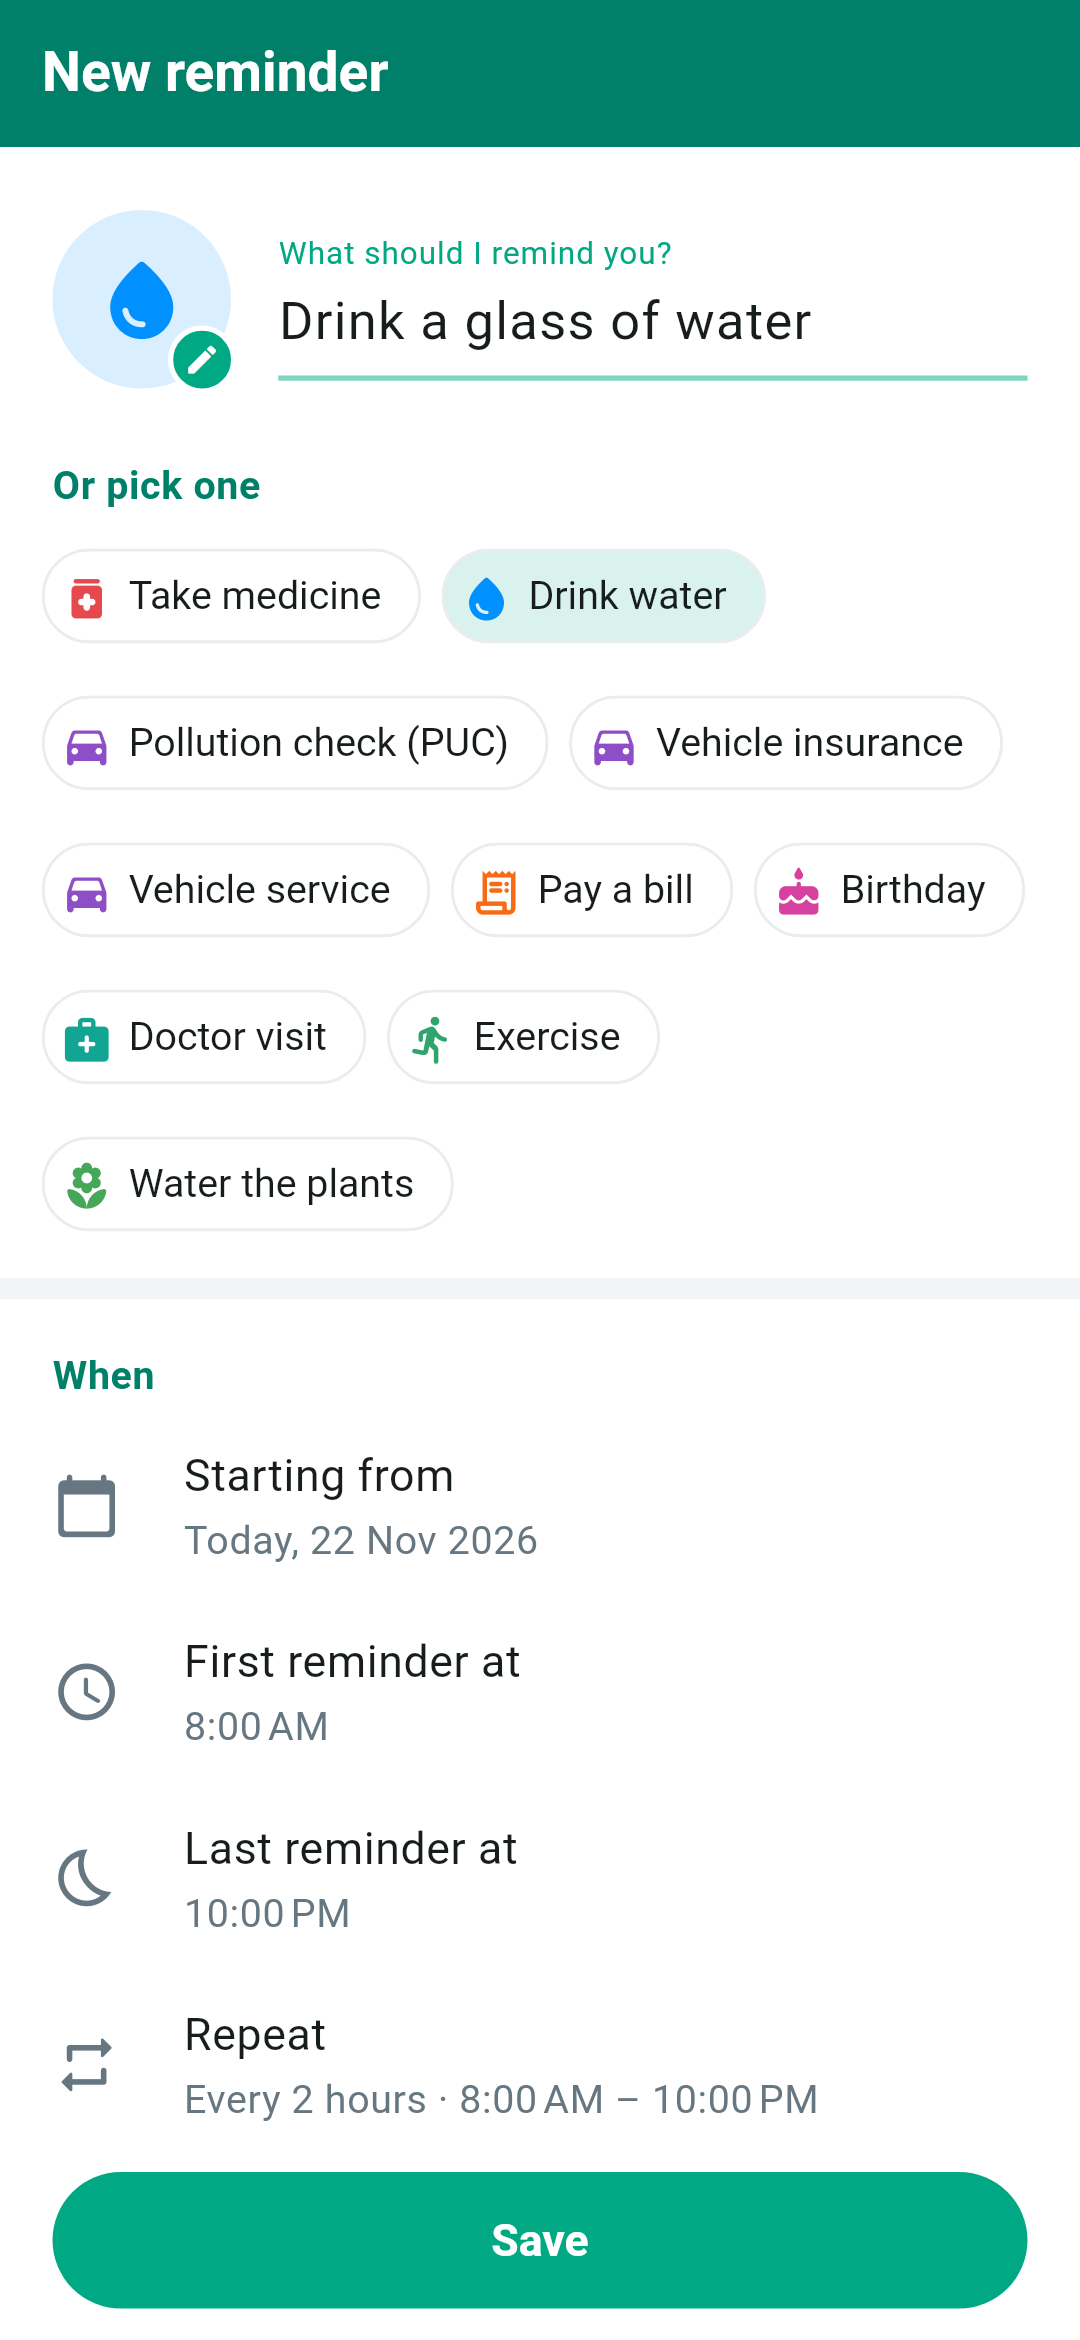 New reminder
What should I remind you?
Drink a glass of water
Or pick one
Take medicine
Drink water
Pollution check (PUC)
Vehicle insurance
Vehicle service
Pay a bill
Birthday
Doctor visit
Exercise
Water the plants
When
Starting from
Today, 22 Nov 2026
First reminder at
8:00 AM
Last reminder at
10:00 PM
Repeat
Every 2 hours · 8:00 AM – 10:00 PM
Save